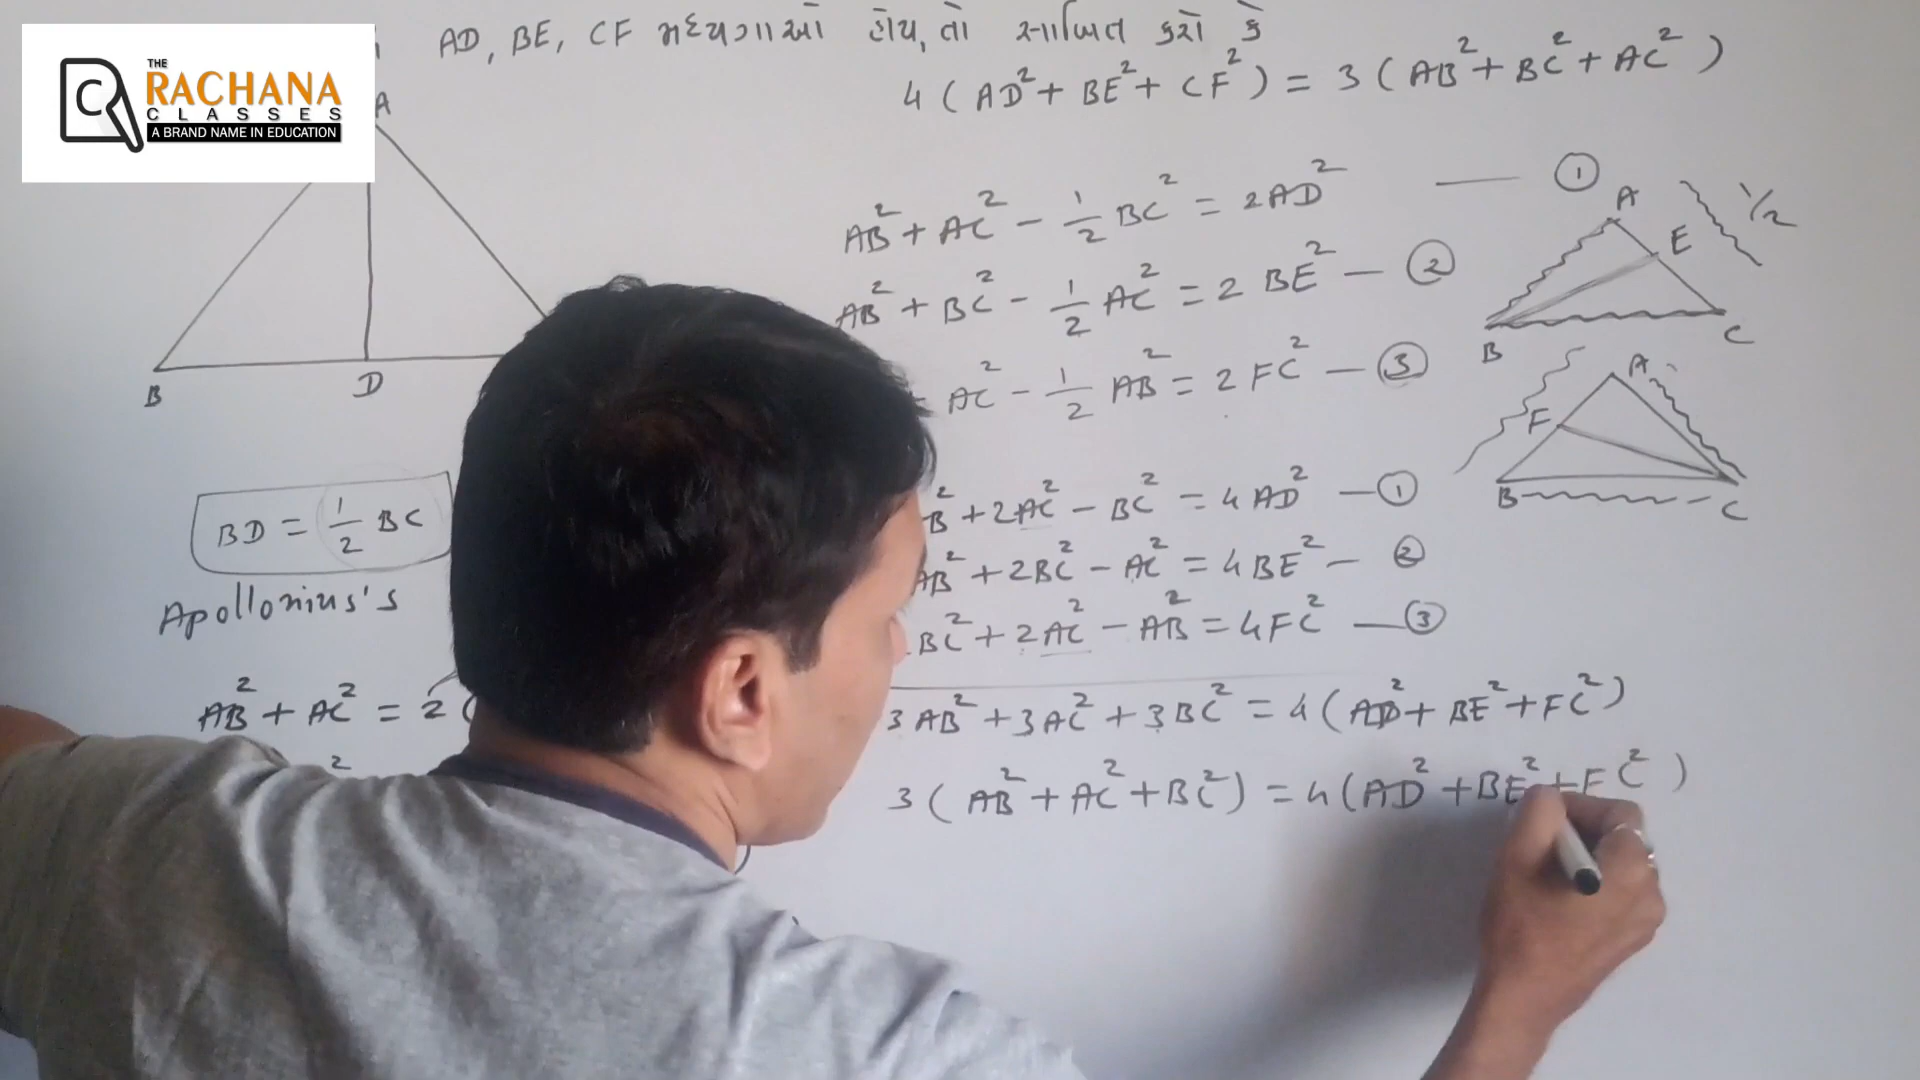 THE
RACHANA
CLASSES
A BRAND NAME IN EDUCATION
AD, BE, CF મધ્યગાઓ હોય, તો સાબિત કરો કે
4 ( AD² + BE² + CF² ) = 3 ( AB² + BC² + AC² )
A
B
D
AB² + AC² - 1/2 BC² = 2AD² — ①
AB² + BC² - 1/2 AC² = 2 BE² — ②
AC² - 1/2 AB² = 2 FC² — ③
A
E
1/2
B
C
A
F
B
C
BD = 1/2 BC
Apollonius's
AB² + AC² = 2 (
2
B² + 2AC² - BC² = 4 AD² — ①
AB² + 2BC² - AC² = 4BE² — ②
BC² + 2AC² - AB² = 4FC² — ③
3AB² + 3AC² + 3BC² = 4 ( AD² + BE² + FC² )
3 ( AB² + AC² + BC² ) = 4 ( AD² + BE² + FC² )